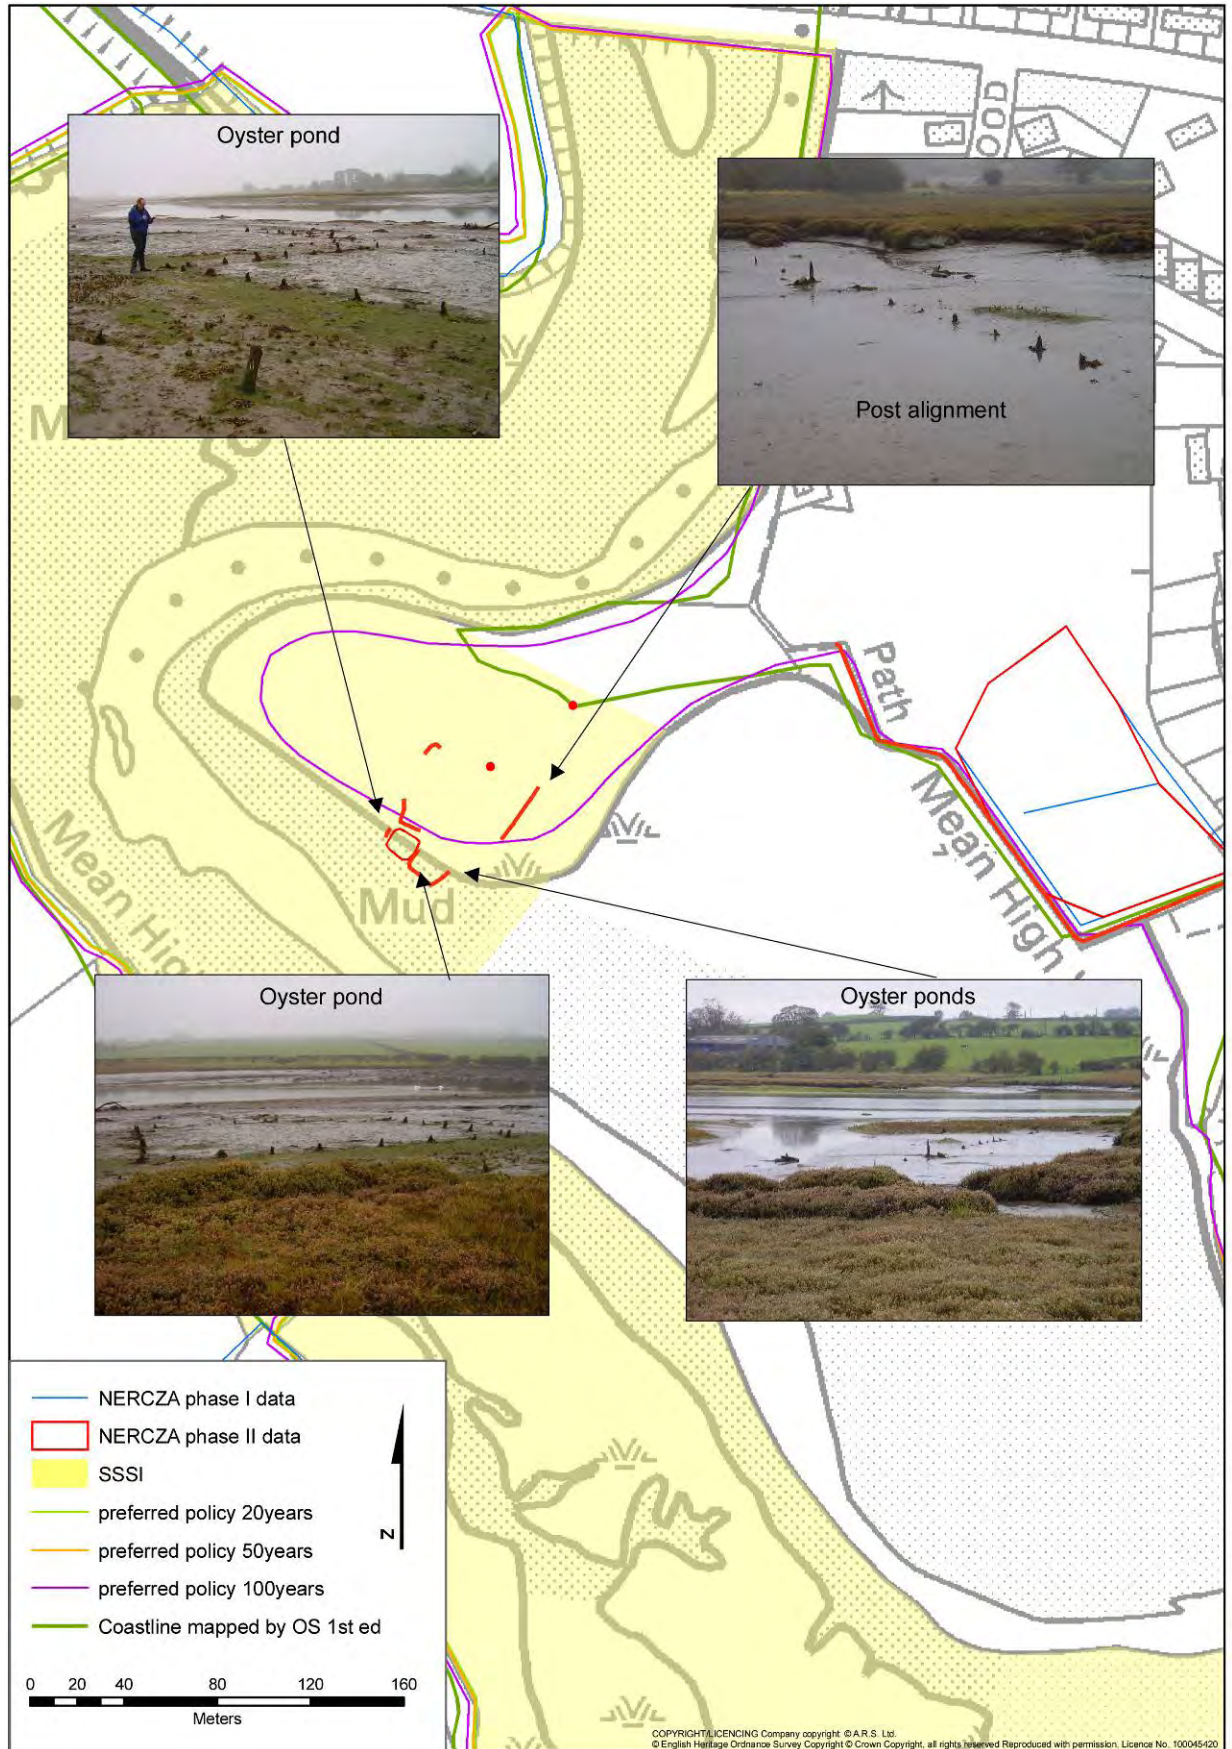 Oyster pond
Post alignment
Path
Mean High
Mean Hig
Mud
Oyster pond
Oyster ponds
NERCZA phase I data
NERCZA phase II data
SSSI
preferred policy 20years
preferred policy 50years
preferred policy 100years
Coastline mapped by OS 1st ed
N
0 20 40 80 120 160
Meters
COPYRIGHT/LICENCING Company copyright © A.R.S. Ltd.
© English Heritage Ordnance Survey Copyright © Crown Copyright, all rights reserved Reproduced with permission. Licence No. 100045420